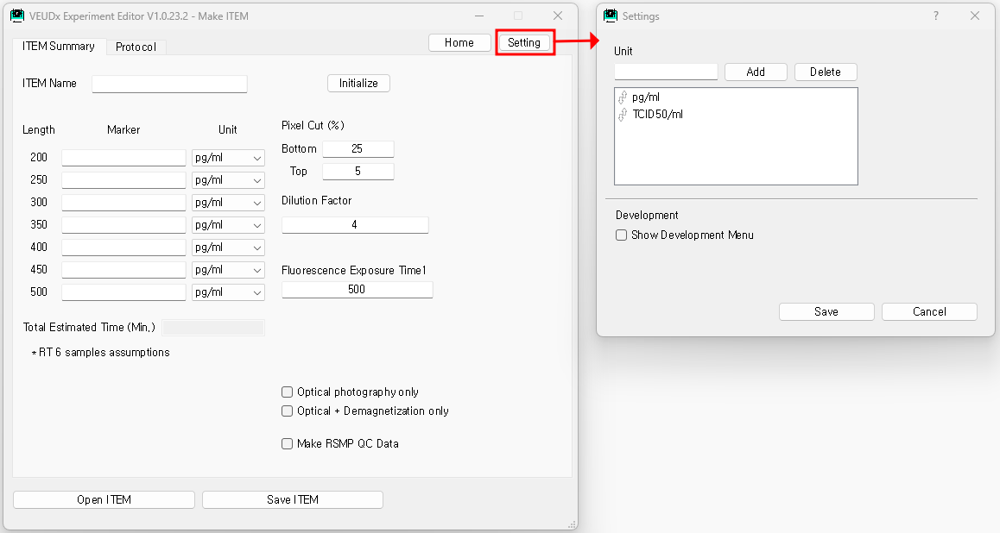 VEUDx Experiment Editor V1.0.23.2 - Make ITEM
ITEM Summary
Protocol
Home
Setting
ITEM Name
Initialize
Length Marker Unit
200 pg/ml
250 pg/ml
300 pg/ml
350 pg/ml
400 pg/ml
450 pg/ml
500 pg/ml
Pixel Cut (%)
Bottom 25
Top 5
Dilution Factor
4
Fluorescence Exposure Time1
500
Total Estimated Time (Min,)
* RT 6 samples assumptions
Optical photography only
Optical + Demagnetization only
Make RSMP QC Data
Open ITEM
Save ITEM
Settings
?
Unit
Add
Delete
pg/ml
TCID50/ml
Development
Show Development Menu
Save
Cancel